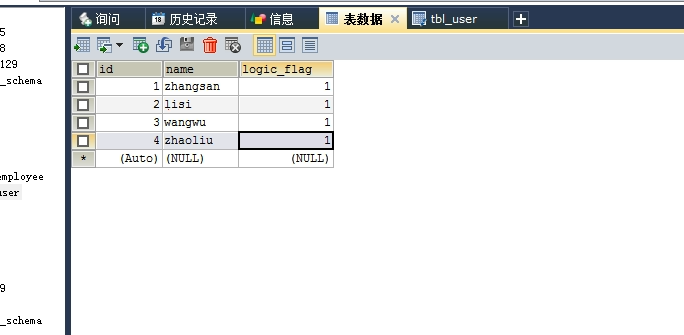 询问 18 历史记录 信息 表数据 tbl_user
5
8
129
_schema
employee
user
9
_schema
id name logic_flag
1 zhangsan 1
2 lisi 1
3 wangwu 1
4 zhaoliu 1
* (Auto) (NULL) (NULL)